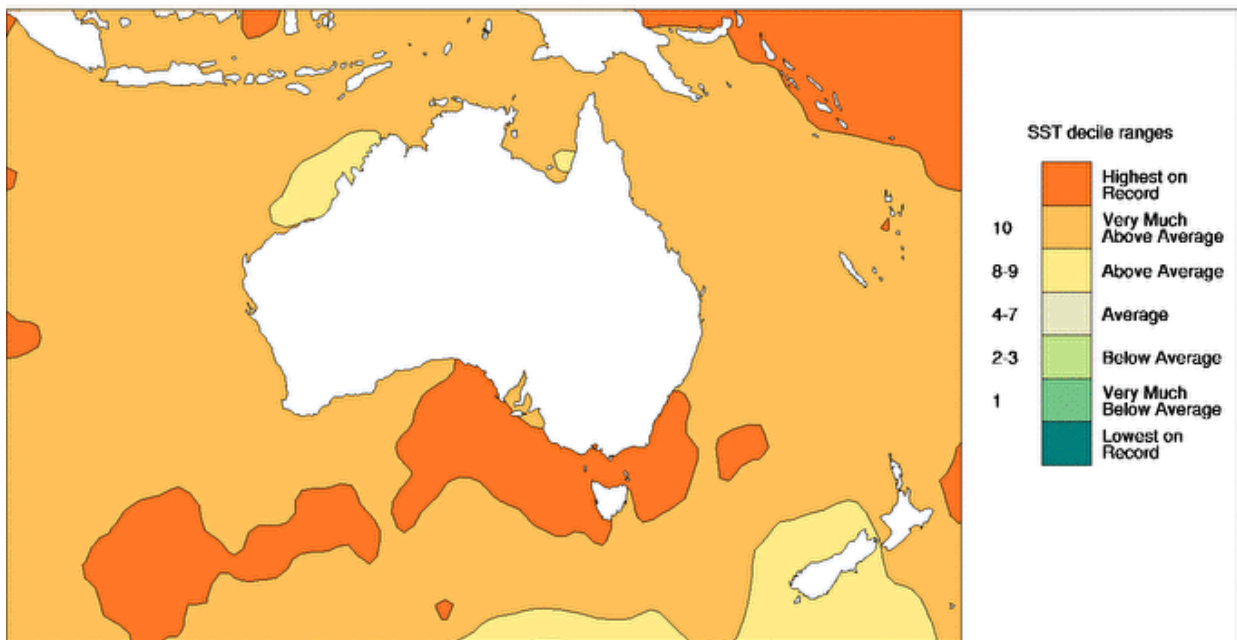 SST decile ranges
Highest on
Record
10
Very Much
Above Average
8-9
Above Average
4-7
Average
2-3
Below Average
1
Very Much
Below Average
Lowest on
Record